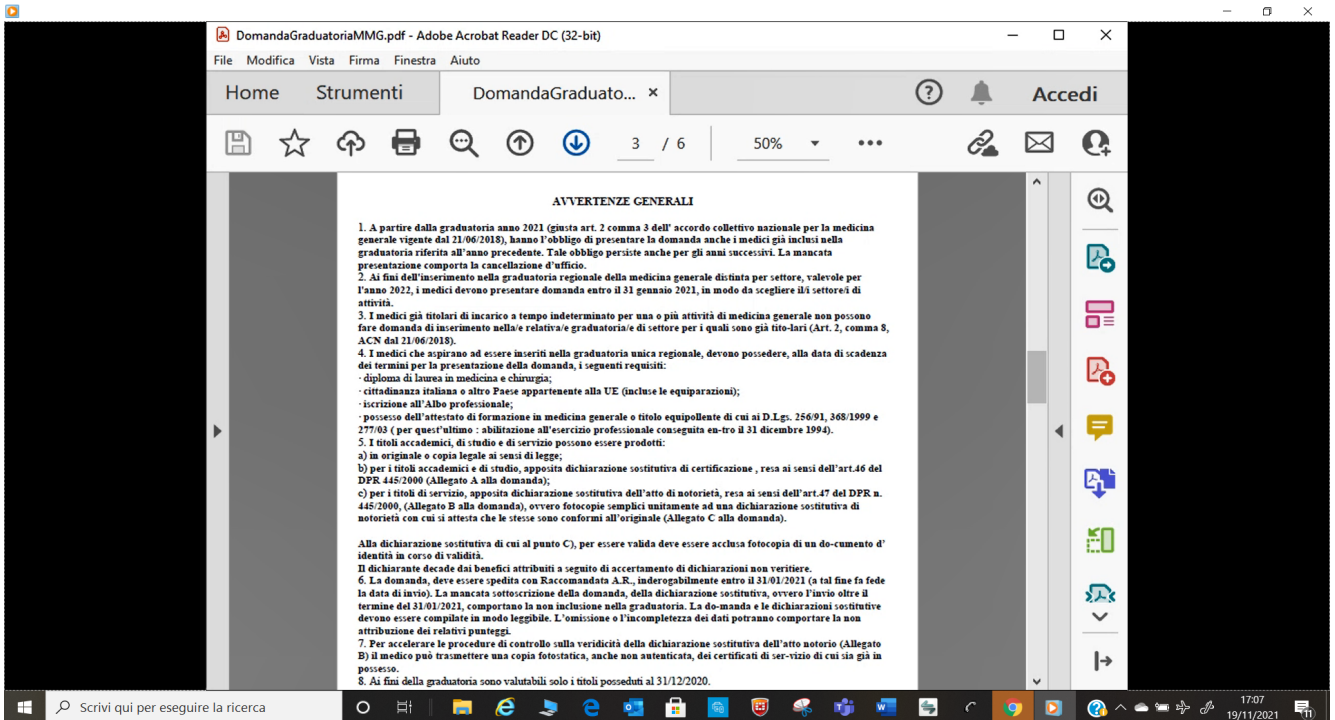 DomandaGraduatoriaMMG.pdf - Adobe Acrobat Reader DC (32-bit)
File Modifica Vista Firma Finestra Aiuto
Home Strumenti DomandaGraduato... × Accedi
3 / 6 50%
AVVERTENZE GENERALI
1. A partire dalla graduatoria anno 2021 (giusta art. 2 comma 3 dell' accordo collettivo nazionale per la medicina
generale vigente dal 21/06/2018), hanno l'obbligo di presentare la domanda anche i medici già inclusi nella
graduatoria riferita all'anno precedente. Tale obbligo persiste anche per gli anni successivi. La mancata
presentazione comporta la cancellazione d'ufficio.
2. Ai fini dell'inserimento nella graduatoria regionale della medicina generale distinta per settore, valevole per
l'anno 2022, i medici devono presentare domanda entro il 31 gennaio 2021, in modo da scegliere il/i settore/i di
attività.
3. I medici già titolari di incarico a tempo indeterminato per una o più attività di medicina generale non possono
fare domanda di inserimento nella/e relativa/e graduatoria/e di settore per i quali sono già tito-lari (Art. 2, comma 8,
ACN dal 21/06/2018).
4. I medici che aspirano ad essere inseriti nella graduatoria unica regionale, devono possedere, alla data di scadenza
dei termini per la presentazione della domanda, i seguenti requisiti:
· diploma di laurea in medicina e chirurgia;
· cittadinanza italiana o altro Paese appartenente alla UE (incluse le equiparazioni);
· iscrizione all'Albo professionale;
· possesso dell'attestato di formazione in medicina generale o titolo equipollente di cui ai D.Lgs. 256/91, 368/1999 e
277/03 ( per quest'ultimo : abilitazione all'esercizio professionale conseguita en-tro il 31 dicembre 1994).
5. I titoli accademici, di studio e di servizio possono essere prodotti:
a) in originale o copia legale ai sensi di legge;
b) per i titoli accademici e di studio, apposita dichiarazione sostitutiva di certificazione , resa ai sensi dell'art.46 del
DPR 445/2000 (Allegato A alla domanda);
c) per i titoli di servizio, apposita dichiarazione sostitutiva dell'atto di notorietà, resa ai sensi dell'art.47 del DPR n.
445/2000, (Allegato B alla domanda), ovvero fotocopie semplici unitamente ad una dichiarazione sostitutiva di
notorietà con cui si attesta che le stesse sono conformi all'originale (Allegato C alla domanda).
Alla dichiarazione sostitutiva di cui al punto C), per essere valida deve essere acclusa fotocopia di un do-cumento d'
identità in corso di validità.
Il dichiarante decade dai benefici attribuiti a seguito di accertamento di dichiarazioni non veritiere.
6. La domanda, deve essere spedita con Raccomandata A.R., inderogabilmente entro il 31/01/2021 (a tal fine fa fede
la data di invio). La mancata sottoscrizione della domanda, della dichiarazione sostitutiva, ovvero l'invio oltre il
termine del 31/01/2021, comportano la non inclusione nella graduatoria. La do-manda e le dichiarazioni sostitutive
devono essere compilate in modo leggibile. L'omissione o l'incompletezza dei dati potranno comportare la non
attribuzione dei relativi punteggi.
7. Per accelerare le procedure di controllo sulla veridicità della dichiarazione sostitutiva dell'atto notorio (Allegato
B) il medico può trasmettere una copia fotostatica, anche non autenticata, dei certificati di ser-vizio di cui sia già in
possesso.
8. Ai fini della graduatoria sono valutabili solo i titoli posseduti al 31/12/2020.
Scrivi qui per eseguire la ricerca
17:07
19/11/2021
11